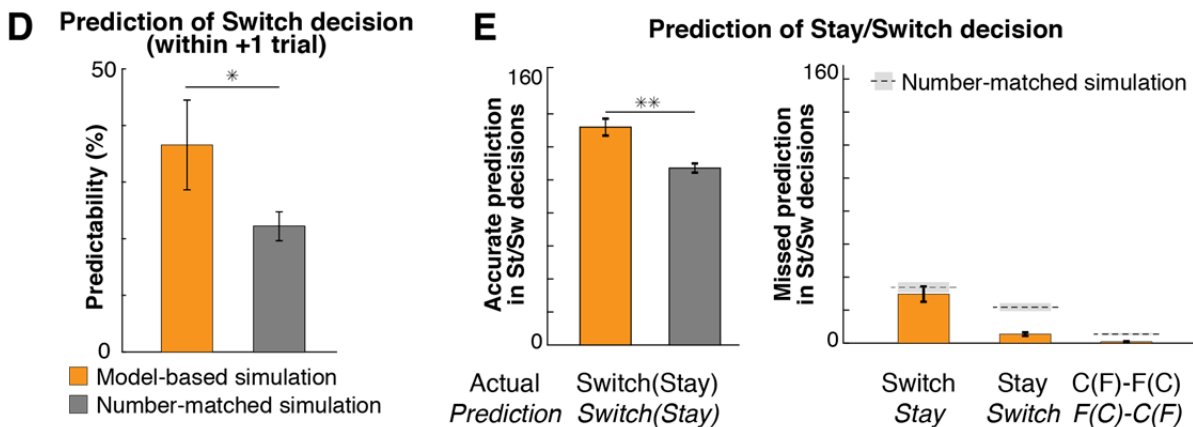 D
Prediction of Switch decision
(within +1 trial)
50
*
Predictability (%)
0
Model-based simulation
Number-matched simulation
E
Prediction of Stay/Switch decision
160
**
Accurate prediction
in St/Sw decisions
0
Actual Switch(Stay)
Prediction Switch(Stay)
160
Number-matched simulation
Missed prediction
in St/Sw decisions
0
Switch Stay C(F)-F(C)
Stay Switch F(C)-C(F)